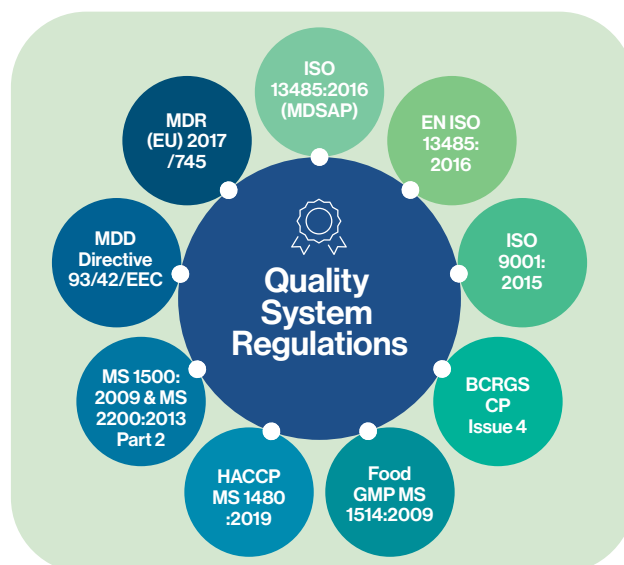 ISO
13485:2016
(MDSAP)
EN ISO
13485:
2016
ISO
9001:
2015
BCRGS
CP
Issue 4
Food
GMP MS
1514:2009
HACCP
MS 1480
:2019
MS 1500:
2009 & MS
2200:2013
Part 2
MDD
Directive
93/42/EEC
MDR
(EU) 2017
/745
Quality
System
Regulations